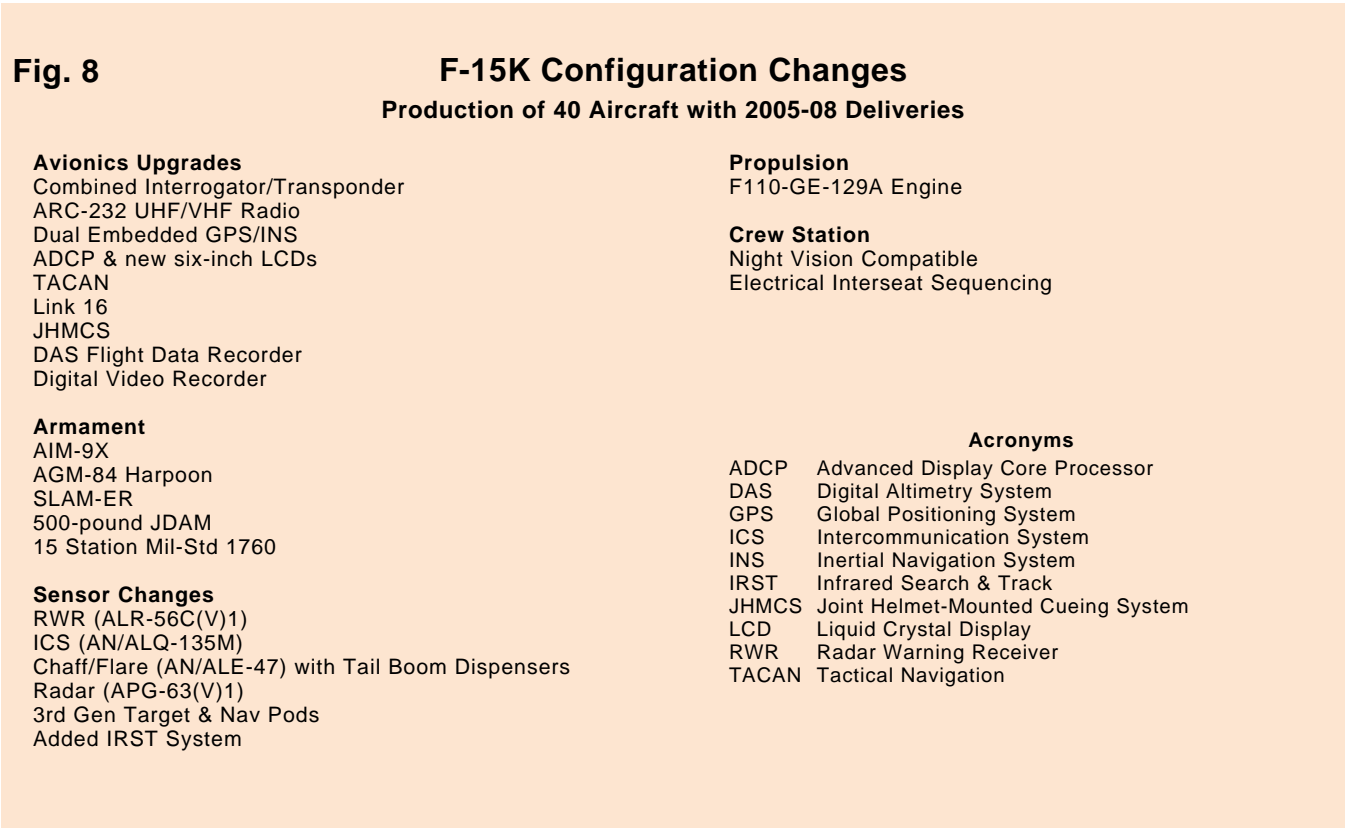 Fig. 8
F-15K Configuration Changes
Production of 40 Aircraft with 2005-08 Deliveries
Avionics Upgrades
Combined Interrogator/Transponder
ARC-232 UHF/VHF Radio
Dual Embedded GPS/INS
ADCP & new six-inch LCDs
TACAN
Link 16
JHMCS
DAS Flight Data Recorder
Digital Video Recorder
Armament
AIM-9X
AGM-84 Harpoon
SLAM-ER
500-pound JDAM
15 Station Mil-Std 1760
Sensor Changes
RWR (ALR-56C(V)1)
ICS (AN/ALQ-135M)
Chaff/Flare (AN/ALE-47) with Tail Boom Dispensers
Radar (APG-63(V)1)
3rd Gen Target & Nav Pods
Added IRST System
Propulsion
F110-GE-129A Engine
Crew Station
Night Vision Compatible
Electrical Interseat Sequencing
Acronyms
ADCP Advanced Display Core Processor
DAS Digital Altimetry System
GPS Global Positioning System
ICS Intercommunication System
INS Inertial Navigation System
IRST Infrared Search & Track
JHMCS Joint Helmet-Mounted Cueing System
LCD Liquid Crystal Display
RWR Radar Warning Receiver
TACAN Tactical Navigation